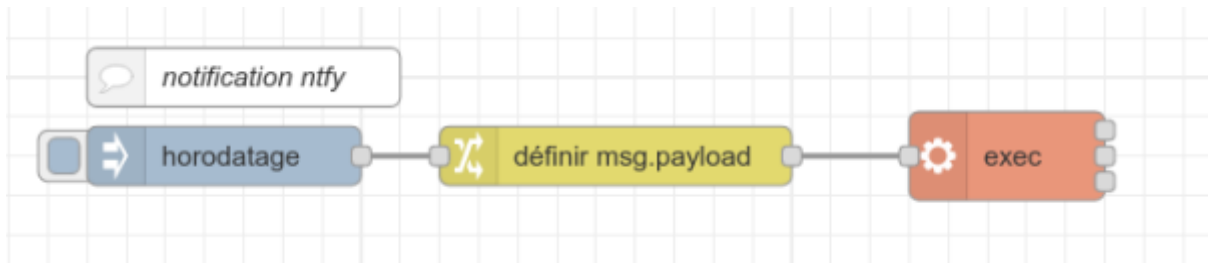 notification ntfy
horodatage
définir msg.payload
exec